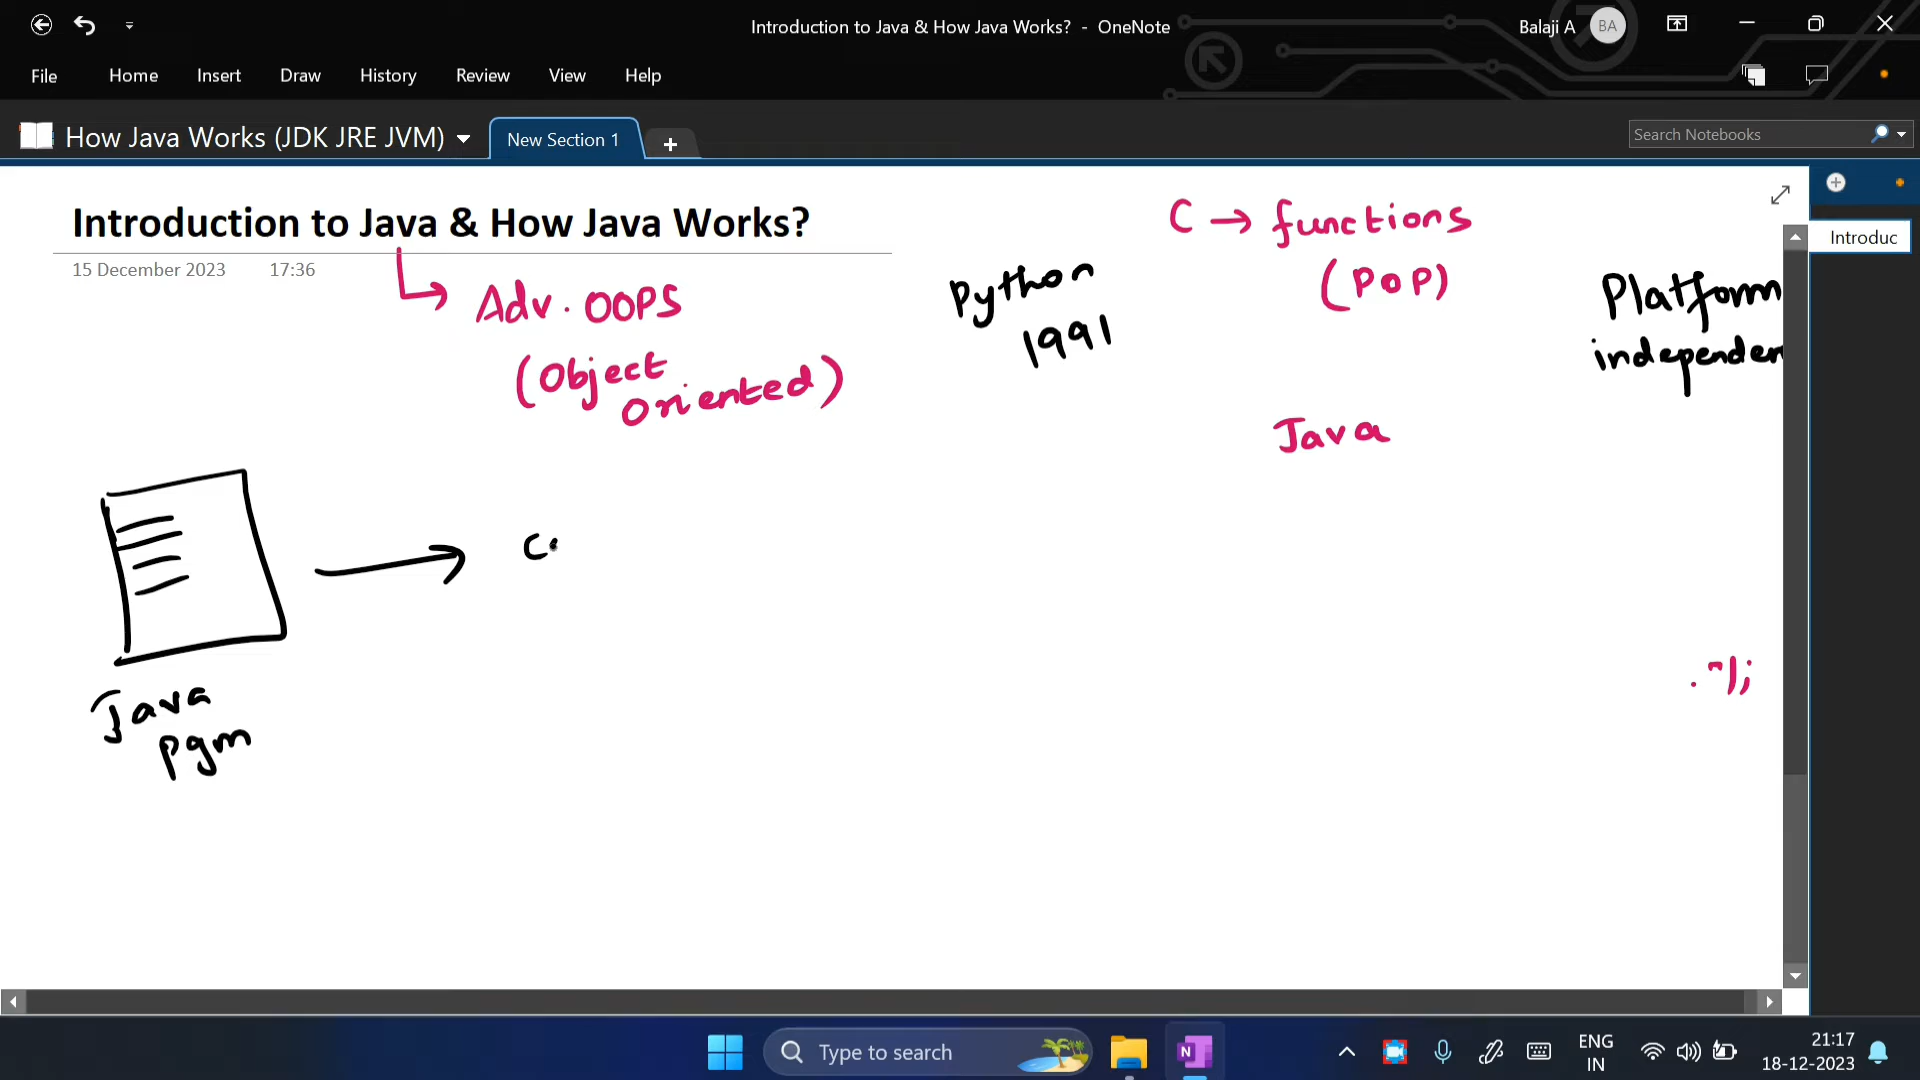 Introduction to Java & How Java Works? - OneNote
Balaji A
BA
File Home Insert Draw History Review View Help
How Java Works (JDK JRE JVM)
New Section 1
+
Search Notebooks
Introduction to Java & How Java Works?
15 December 2023 17:36
Introduc
C → functions
(POP)
Adv. OOPS
(Object
oriented)
Python
1991
Platform
independen
Java
C
Java
pgm
Type to search
N
ENG
IN
21:17
18-12-2023